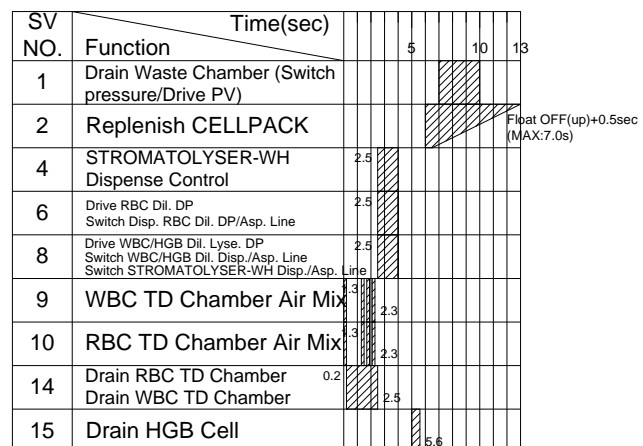 SV Time(sec)
NO. Function 5 10 13
1 Drain Waste Chamber (Switch
pressure/Drive PV)
2 Replenish CELLPACK Float OFF(up)+0.5sec
(MAX:7.0s)
4 STROMATOLYSER-WH 2.5
Dispense Control
6 Drive RBC Dil. DP 2.5
Switch Disp. RBC Dil. DP/Asp. Line
8 Drive WBC/HGB Dil. Lyse. DP 2.5
Switch WBC/HGB Dil. Disp./Asp. Line
Switch STROMATOLYSER-WH Disp./Asp. Line
9 WBC TD Chamber Air Mix 1.3 2.3
10 RBC TD Chamber Air Mix 1.3 2.3
14 Drain RBC TD Chamber 0.2
Drain WBC TD Chamber 2.5
15 Drain HGB Cell 5.6